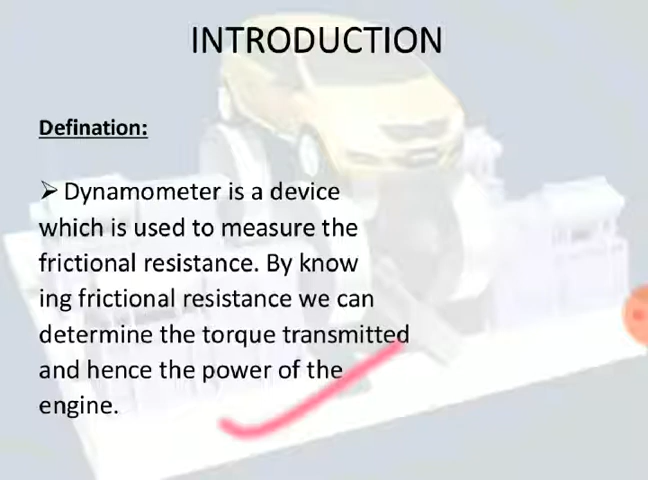 INTRODUCTION
Defination:
➢ Dynamometer is a device
which is used to measure the
frictional resistance. By know
ing frictional resistance we can
determine the torque transmitted
and hence the power of the
engine.